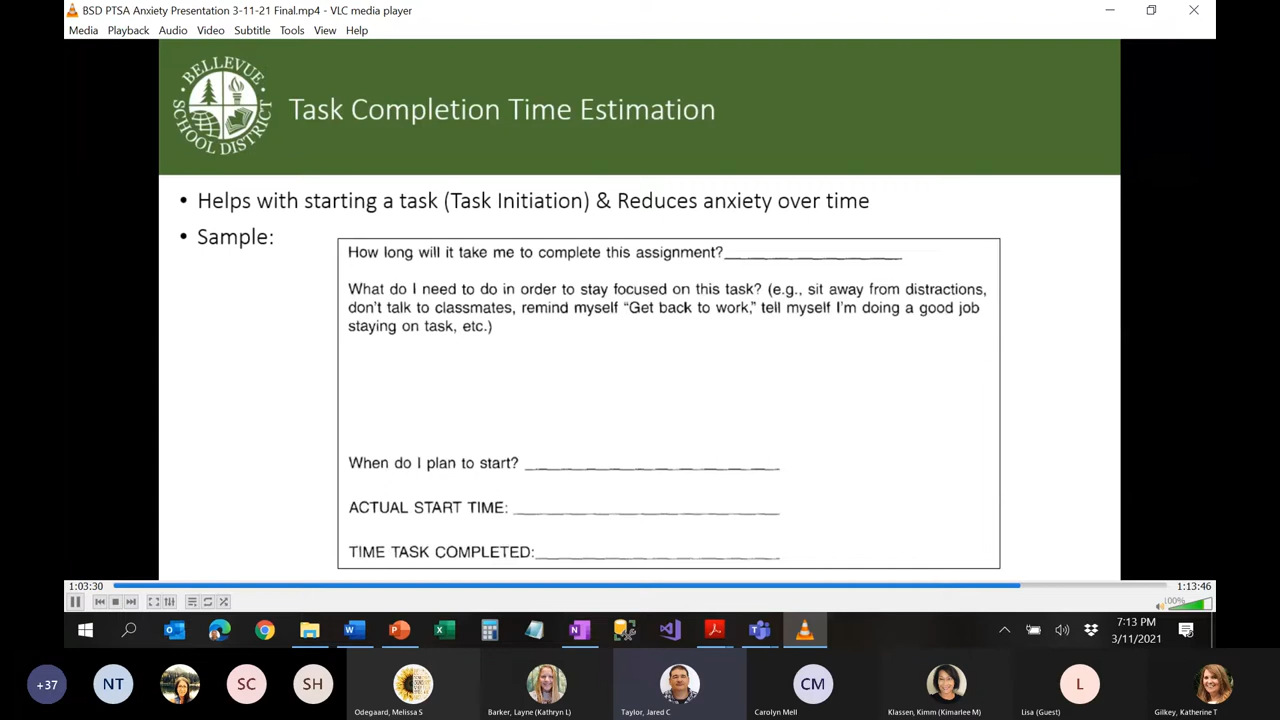 BSD PTSA Anxiety Presentation 3-11-21 Final.mp4 - VLC media player
Media Playback Audio Video Subtitle Tools View Help
BELLEVUE
SCHOOL DISTRICT
Task Completion Time Estimation
• Helps with starting a task (Task Initiation) & Reduces anxiety over time
• Sample:
How long will it take me to complete this assignment?
What do I need to do in order to stay focused on this task? (e.g., sit away from distractions,
don't talk to classmates, remind myself “Get back to work,” tell myself I'm doing a good job
staying on task, etc.)
When do I plan to start?
ACTUAL START TIME:
TIME TASK COMPLETED:
1:03:30
1:13:46
100%
7:13 PM
3/11/2021
+37 NT SC SH CM L
Odegaard, Melissa S Barker, Layne (Kathryn L) Taylor, Jared C Carolyn Mell Klassen, Kimm (Kimarlee M) Lisa (Guest) Gilkey, Katherine T